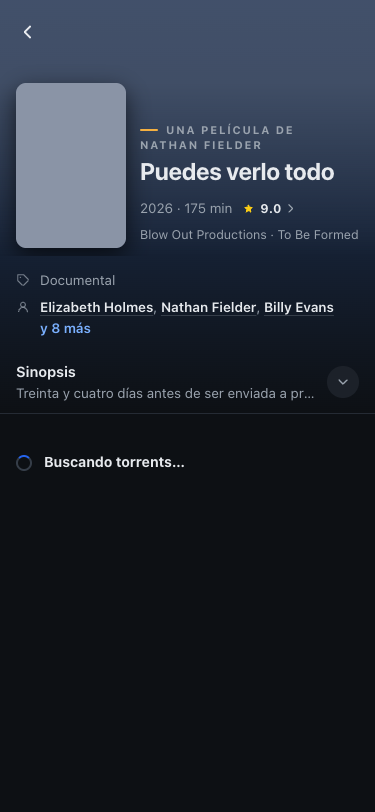 UNA PELÍCULA DE
NATHAN FIELDER
Puedes verlo todo
2026 · 175 min 9.0
Blow Out Productions · To Be Formed
Documental
Elizabeth Holmes, Nathan Fielder, Billy Evans
y 8 más
Sinopsis
Treinta y cuatro días antes de ser enviada a pr...
Buscando torrents...